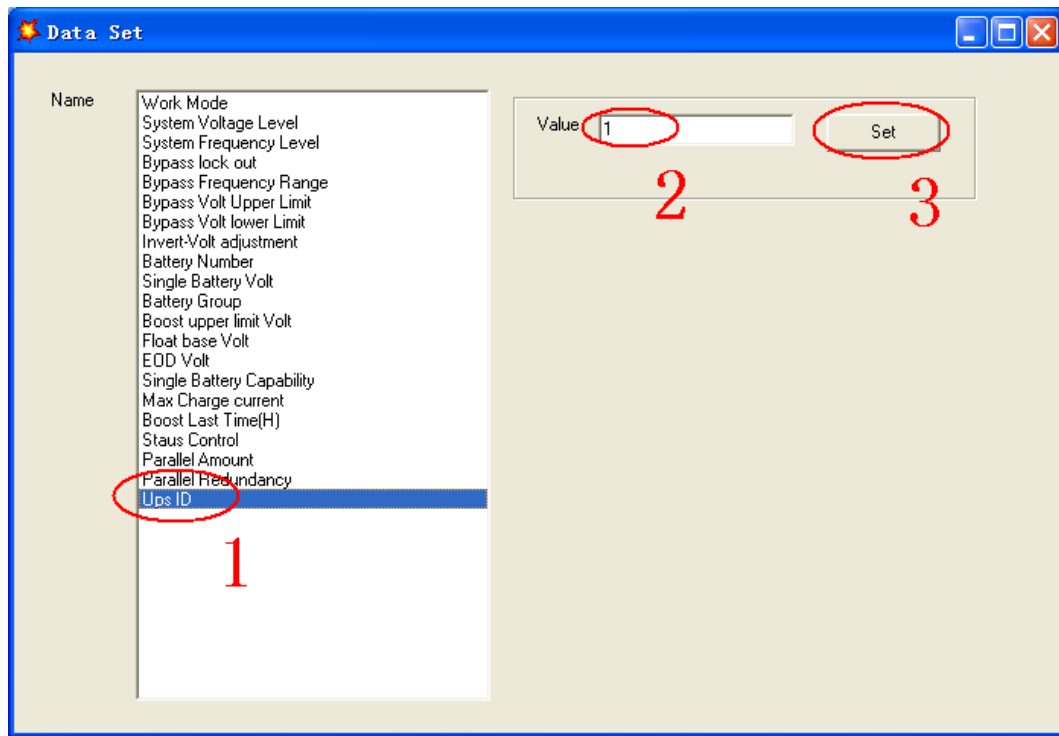 Data Set
Name
Work Mode
System Voltage Level
System Frequency Level
Bypass lock out
Bypass Frequency Range
Bypass Volt Upper Limit
Bypass Volt lower Limit
Invert-Volt adjustment
Battery Number
Single Battery Volt
Battery Group
Boost upper limit Volt
Float base Volt
EOD Volt
Single Battery Capability
Max Charge current
Boost Last Time(H)
Staus Control
Parallel Amount
Parallel Redundancy
Ups ID
1
Value 1
Set
2
3